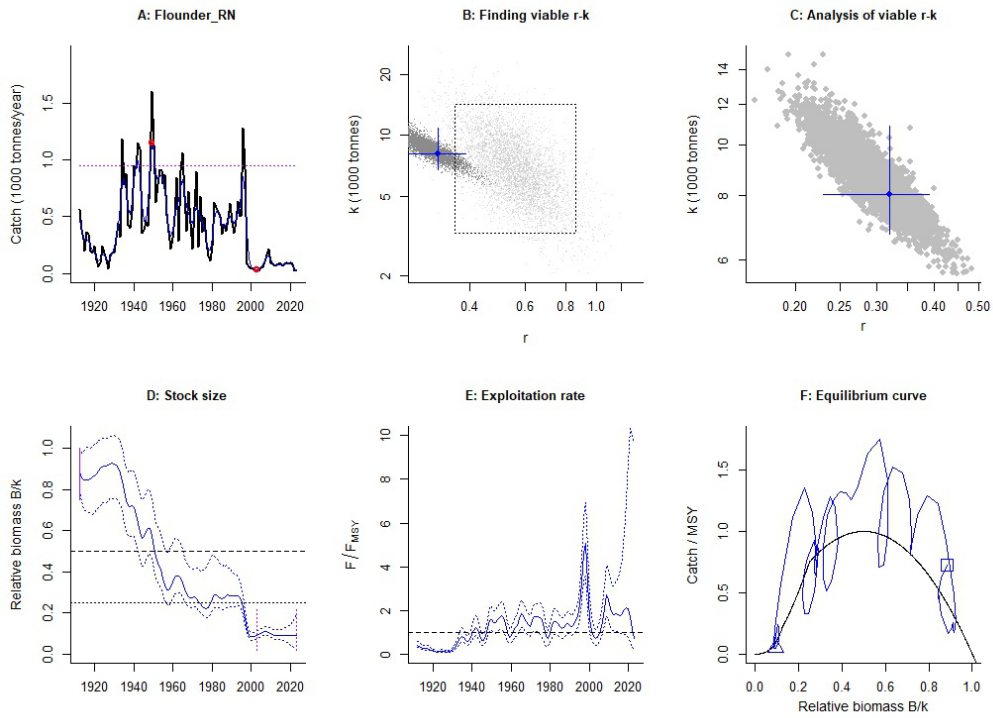 A: Flounder_RN
B: Finding viable r-k
C: Analysis of viable r-k
Catch (1000 tonnes/year)
0.0 0.5 1.0 1.5
1920 1940 1960 1980 2000 2020
k (1000 tonnes)
2 5 10 20
0.4 0.6 0.8 1.0
r
k (1000 tonnes)
6 8 10 12 14
0.20 0.25 0.32 0.40 0.50
r
D: Stock size
E: Exploitation rate
F: Equilibrium curve
Relative biomass B/k
0.0 0.2 0.4 0.6 0.8 1.0
1920 1940 1960 1980 2000 2020
F / FMSY
0 2 4 6 8 10
1920 1940 1960 1980 2000 2020
Catch / MSY
0.0 0.5 1.0 1.5
0.0 0.2 0.4 0.6 0.8 1.0
Relative biomass B/k